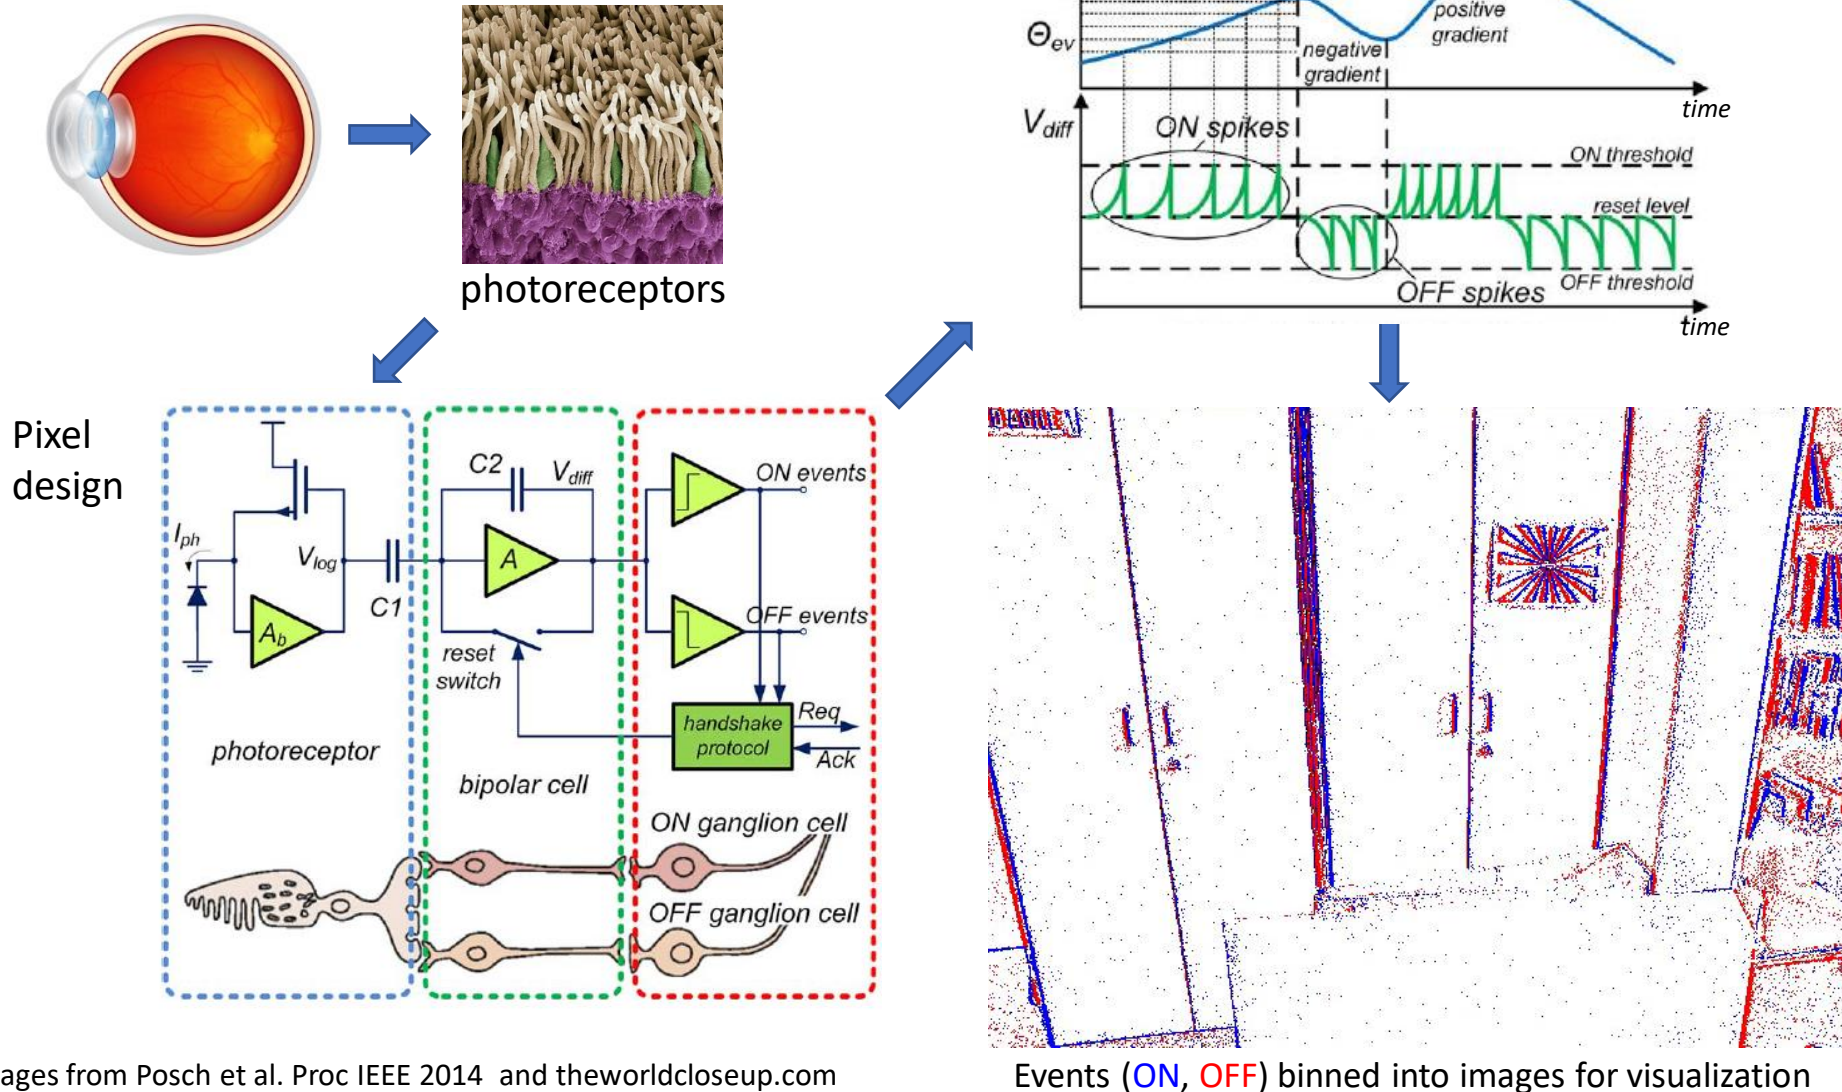 positive
gradient
Θev
negative
gradient
time
Vdiff
ON spikes
ON threshold
reset level
OFF threshold
OFF spikes
time
photoreceptors
Pixel
design
C2
Vdiff
ON events
Iph
Vlog
A
C1
Ab
OFF events
reset
switch
handshake
protocol
Req
Ack
photoreceptor
bipolar cell
ON ganglion cell
OFF ganglion cell
ages from Posch et al. Proc IEEE 2014 and theworldcloseup.com
Events (ON, OFF) binned into images for visualization